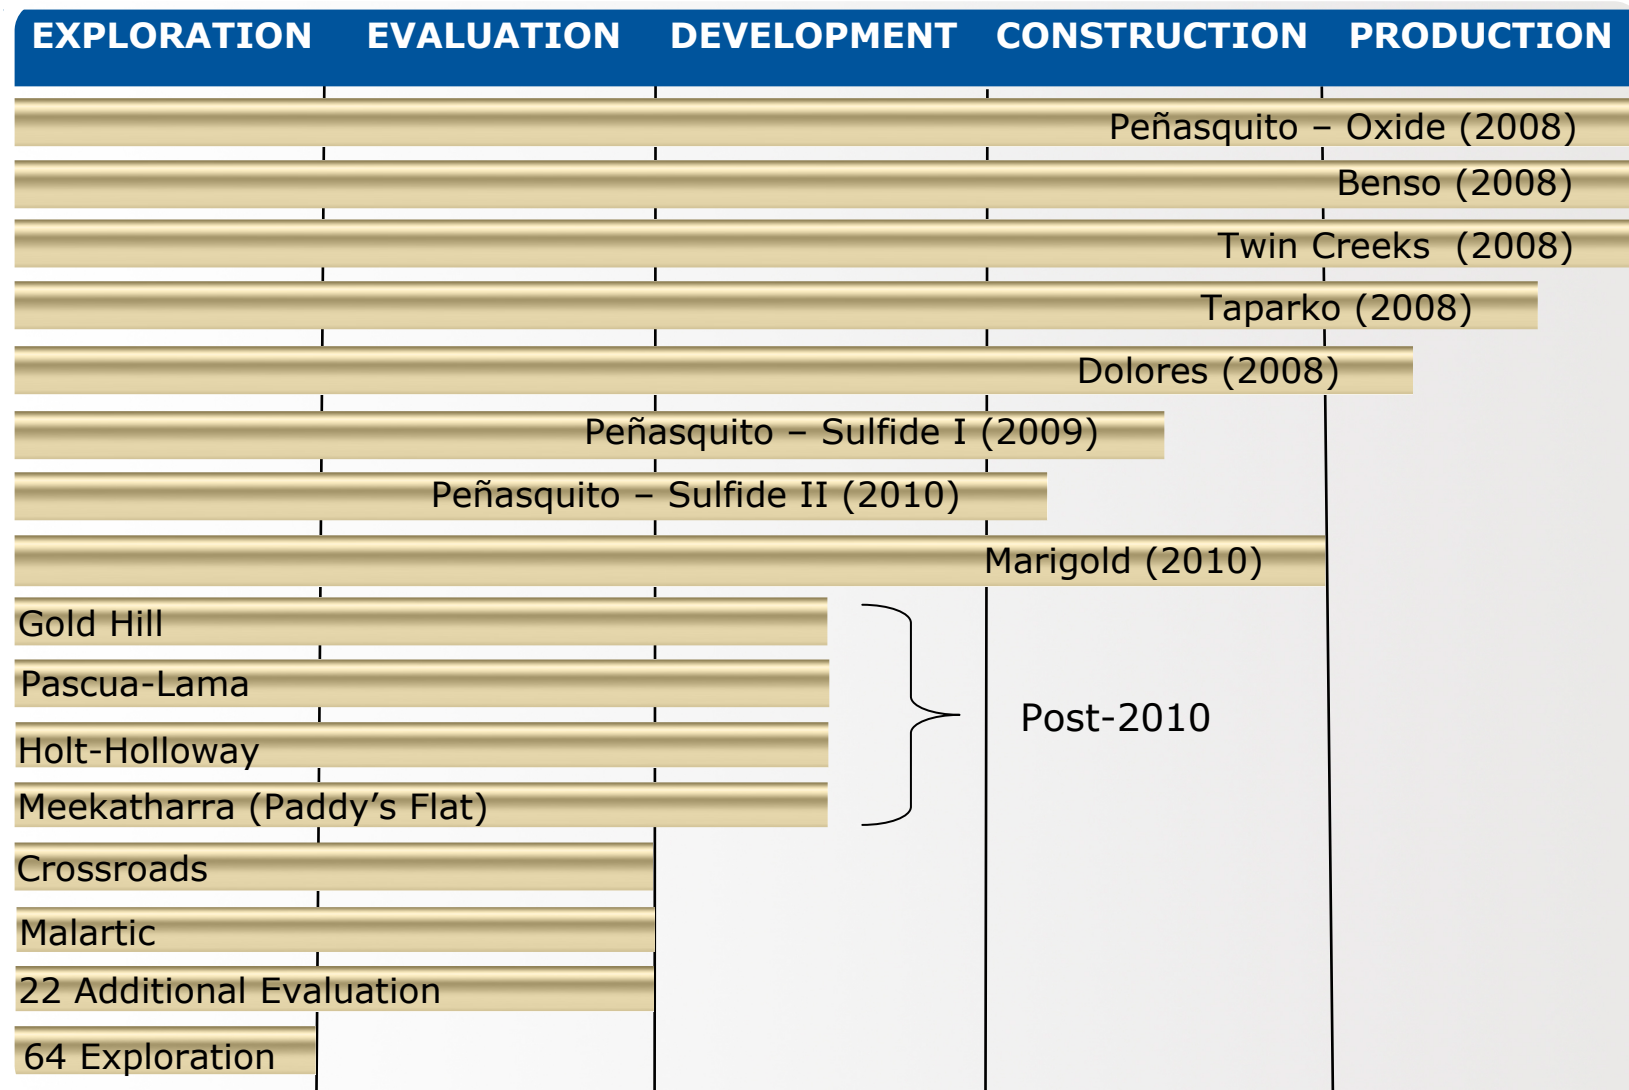 EXPLORATION EVALUATION DEVELOPMENT CONSTRUCTION PRODUCTION
Peñasquito – Oxide (2008)
Benso (2008)
Twin Creeks (2008)
Taparko (2008)
Dolores (2008)
Peñasquito – Sulfide I (2009)
Peñasquito – Sulfide II (2010)
Marigold (2010)
Gold Hill
Pascua-Lama
Post-2010
Holt-Holloway
Meekatharra (Paddy’s Flat)
Crossroads
Malartic
22 Additional Evaluation
64 Exploration